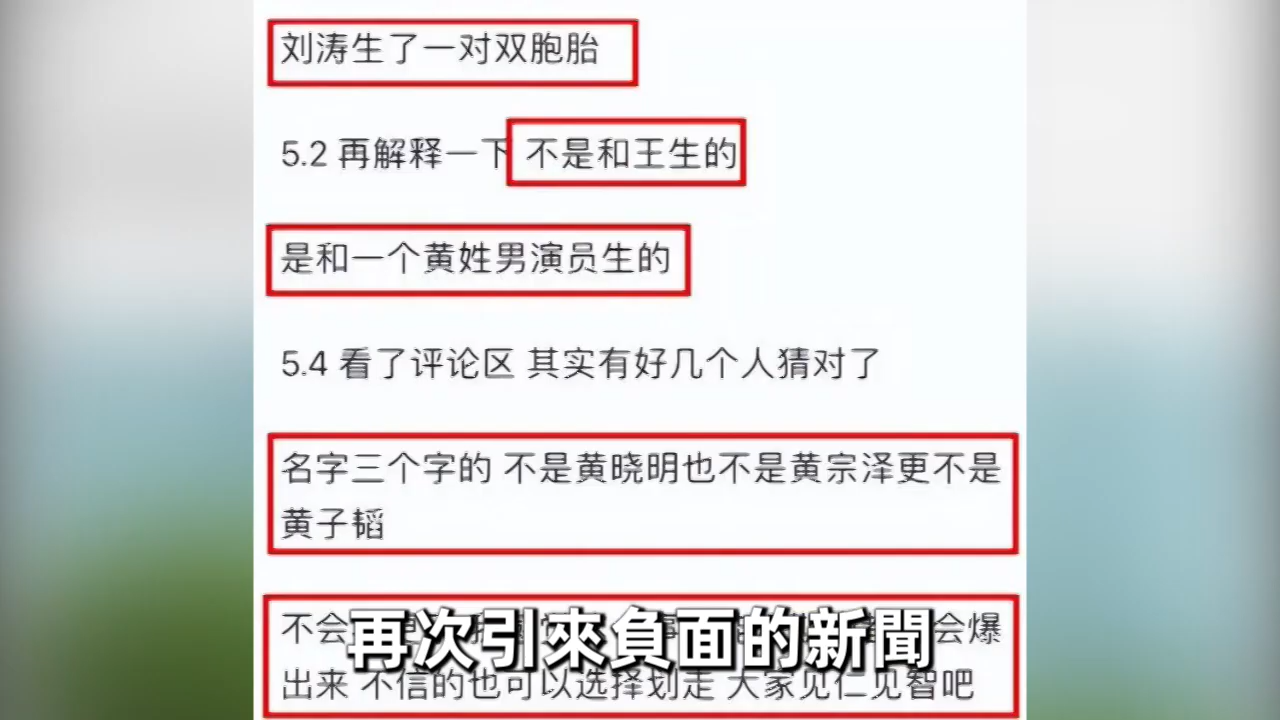 刘涛生了一对双胞胎
5.2 再解释一下 不是和王生的
是和一个黄姓男演员生的
5.4 看了评论区 其实有好几个人猜对了
名字三个字的 不是黄晓明也不是黄宗泽更不是
黄子韬
不会 会爆
再次引來負面的新聞
出来 不信的也可以选择划走 大家见仁见智吧